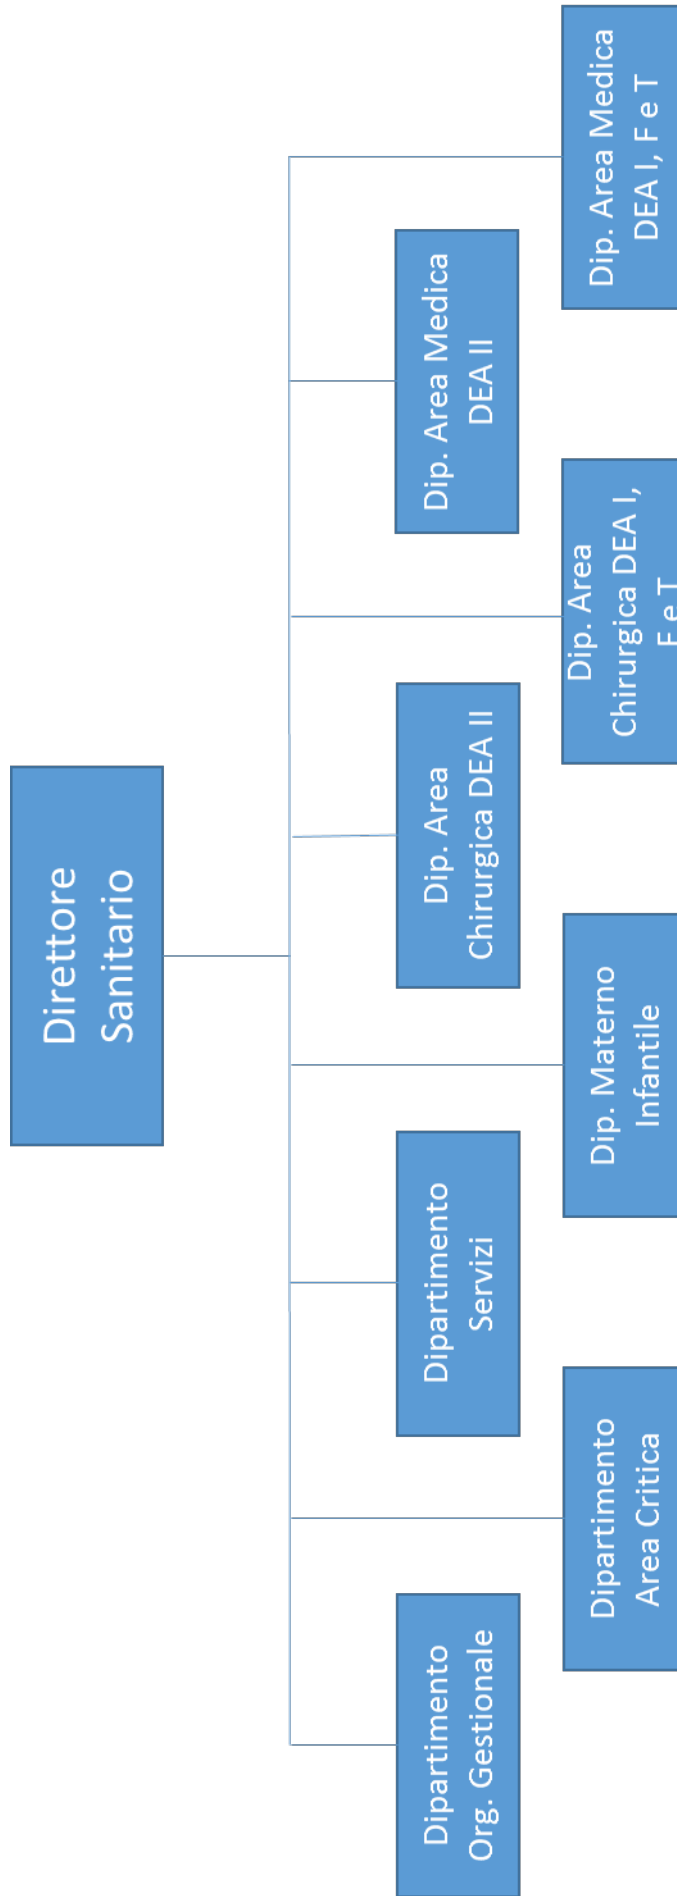 Direttore
Sanitario
Dipartimento
Org. Gestionale
Dipartimento
Servizi
Dip. Area
Chirurgica DEA II
Dip. Area Medica
DEA II
Dipartimento
Area Critica
Dip. Materno
Infantile
Dip. Area
Chirurgica DEA I,
F e T
Dip. Area Medica
DEA I, F e T